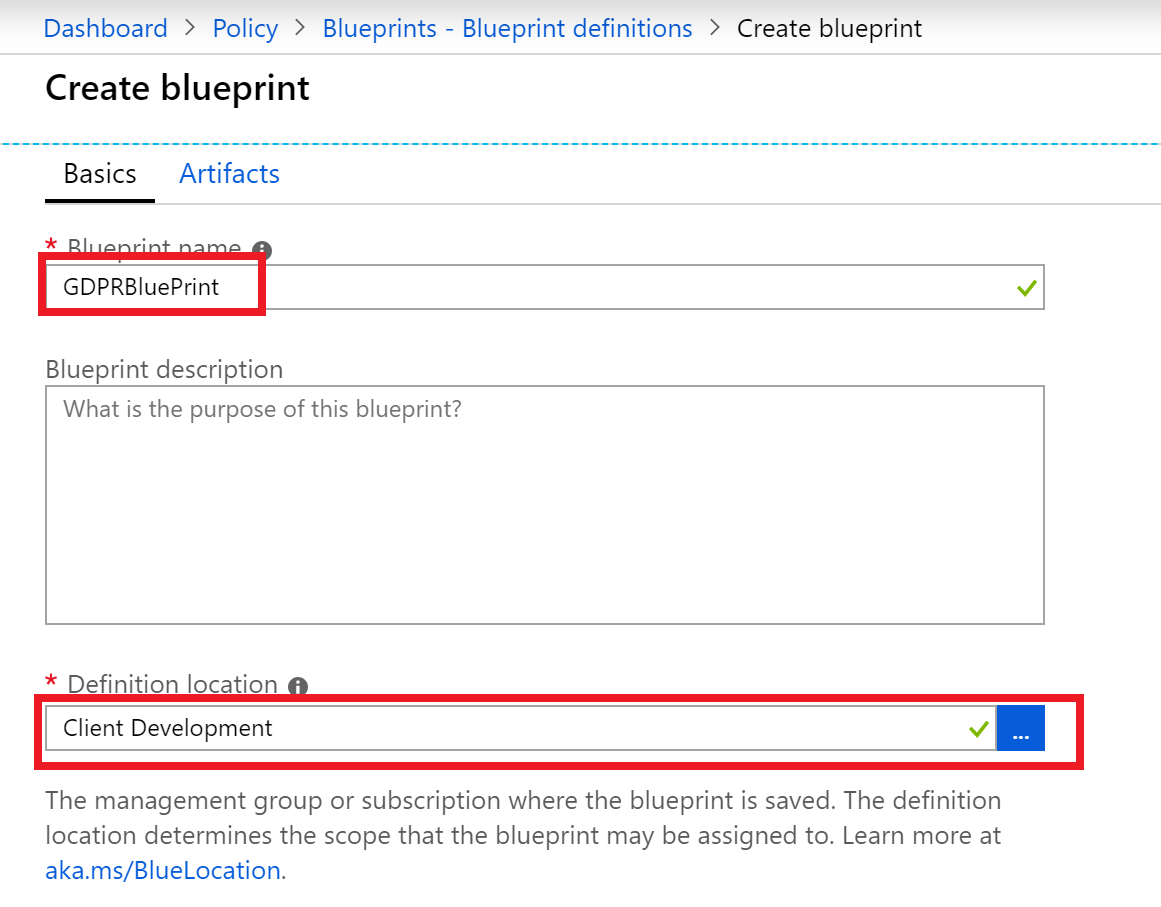 Dashboard > Policy > Blueprints - Blueprint definitions > Create blueprint
Create blueprint
Basics Artifacts
* Blueprint name
GDPRBluePrint
Blueprint description
What is the purpose of this blueprint?
* Definition location
Client Development ...
The management group or subscription where the blueprint is saved. The definition
location determines the scope that the blueprint may be assigned to. Learn more at
aka.ms/BlueLocation.